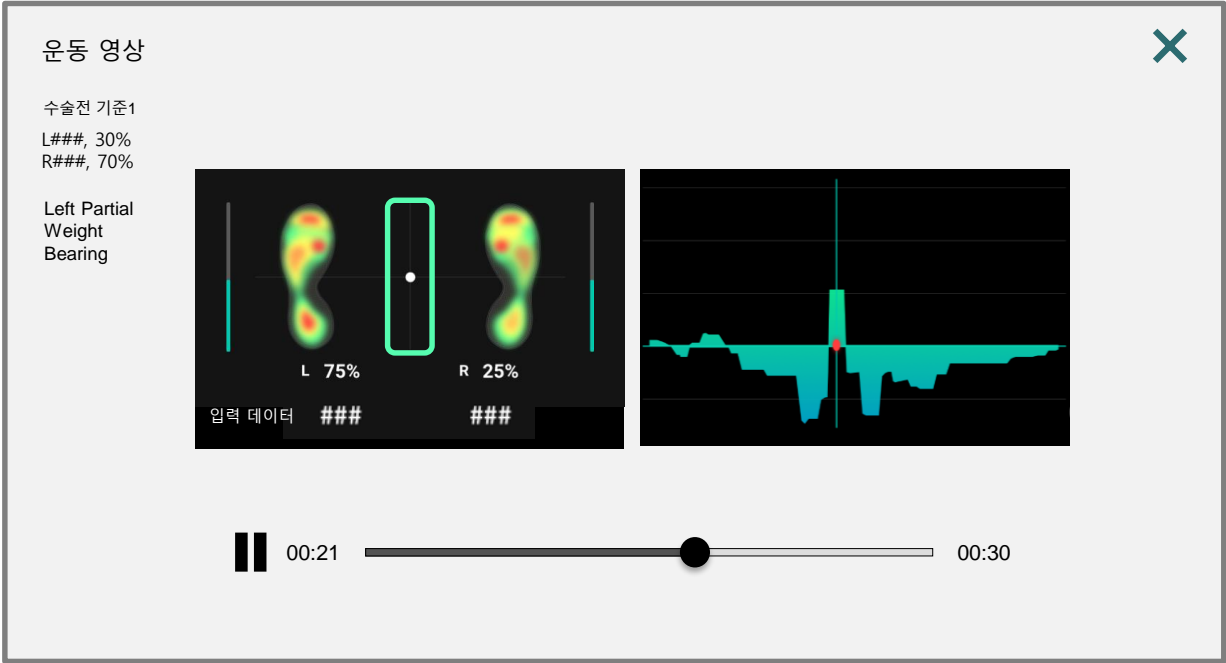 운동 영상
수술전 기준1
L###, 30%
R###, 70%
Left Partial
Weight
Bearing
L 75%
R 25%
입력 데이터 ### ###
00:21
00:30